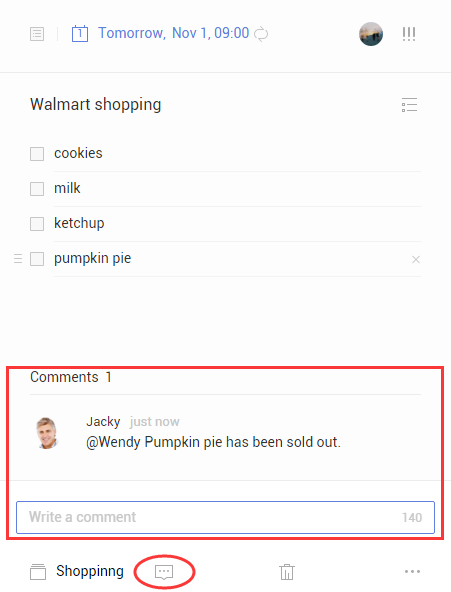 1 Tomorrow, Nov 1, 09:00
Walmart shopping
cookies
milk
ketchup
pumpkin pie
Comments 1
Jacky just now
@Wendy Pumpkin pie has been sold out.
Write a comment 140
Shoppinng